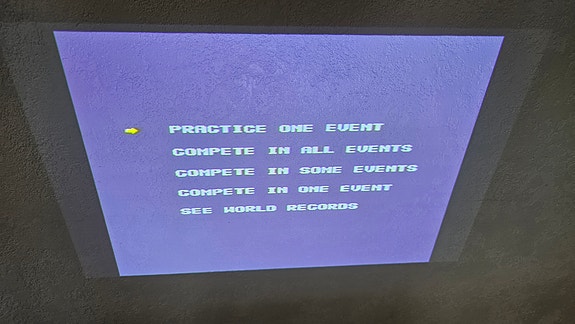 PRACTICE ONE EVENT
COMPETE IN ALL EVENTS
COMPETE IN SOME EVENTS
COMPETE IN ONE EVENT
SEE WORLD RECORDS